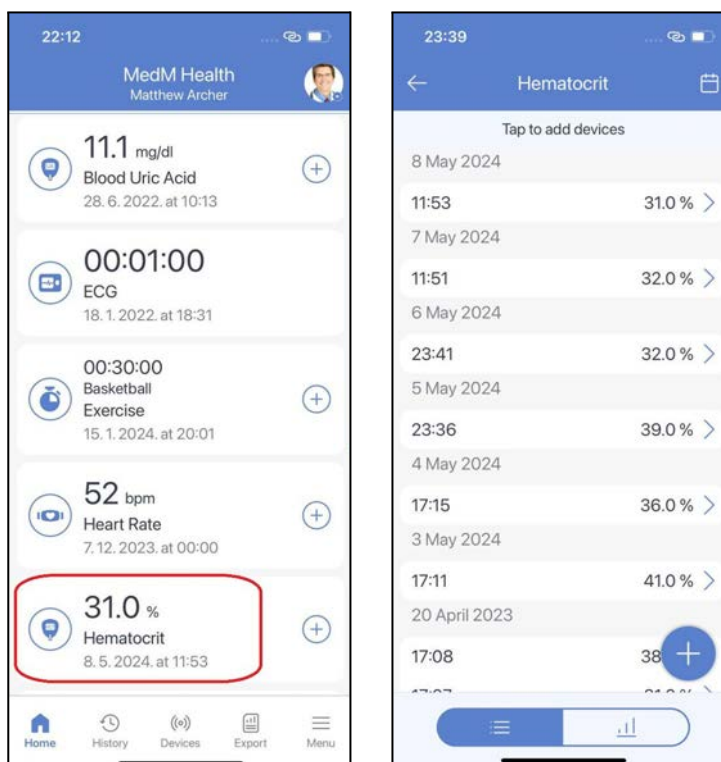 22:12
MedM Health
Matthew Archer
11.1 mg/dl
Blood Uric Acid
28. 6. 2022. at 10:13
00:01:00
ECG
18. 1. 2022. at 18:31
00:30:00
Basketball
Exercise
15. 1. 2024. at 20:01
52 bpm
Heart Rate
7. 12. 2023. at 00:00
31.0 %
Hematocrit
8. 5. 2024. at 11:53
Home History Devices Export Menu
23:39
Hematocrit
Tap to add devices
8 May 2024
11:53 31.0 %
7 May 2024
11:51 32.0 %
6 May 2024
23:41 32.0 %
5 May 2024
23:36 39.0 %
4 May 2024
17:15 36.0 %
3 May 2024
17:11 41.0 %
20 April 2023
17:08 38